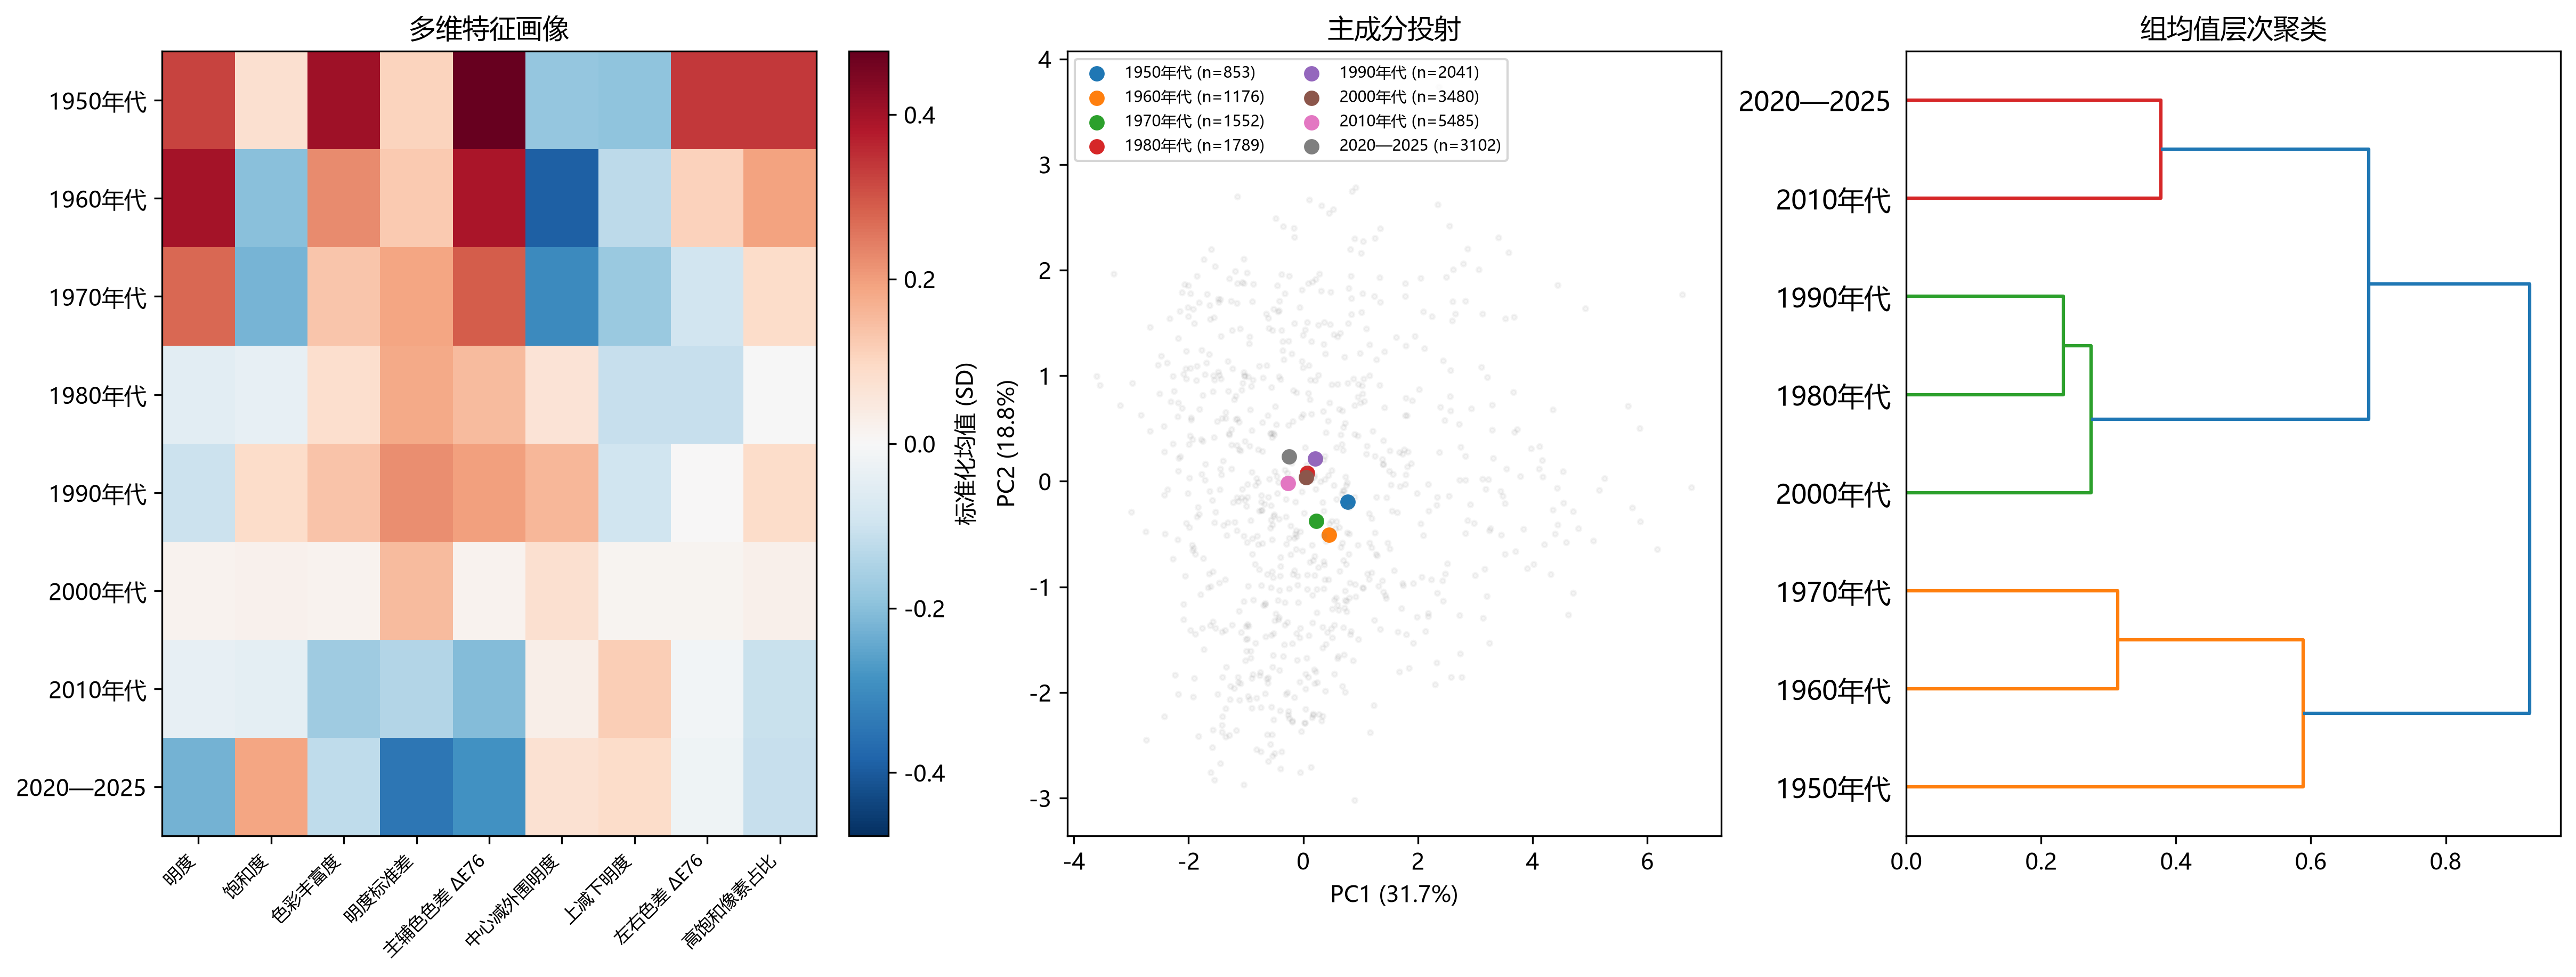 多维特征画像
1950年代
1960年代
1970年代
1980年代
1990年代
2000年代
2010年代
2020—2025
明度
饱和度
色彩丰富度
明度标准差
主辅色色差 ΔE76
中心减外围明度
上减下明度
左右色差 ΔE76
高饱和像素占比
0.4
0.2
0.0
-0.2
-0.4
标准化均值 (SD)
主成分投射
1950年代 (n=853)
1960年代 (n=1176)
1970年代 (n=1552)
1980年代 (n=1789)
1990年代 (n=2041)
2000年代 (n=3480)
2010年代 (n=5485)
2020—2025 (n=3102)
4
3
2
1
0
-1
-2
-3
PC2 (18.8%)
-4 -2 0 2 4 6
PC1 (31.7%)
组均值层次聚类
2020—2025
2010年代
1990年代
1980年代
2000年代
1970年代
1960年代
1950年代
0.0 0.2 0.4 0.6 0.8